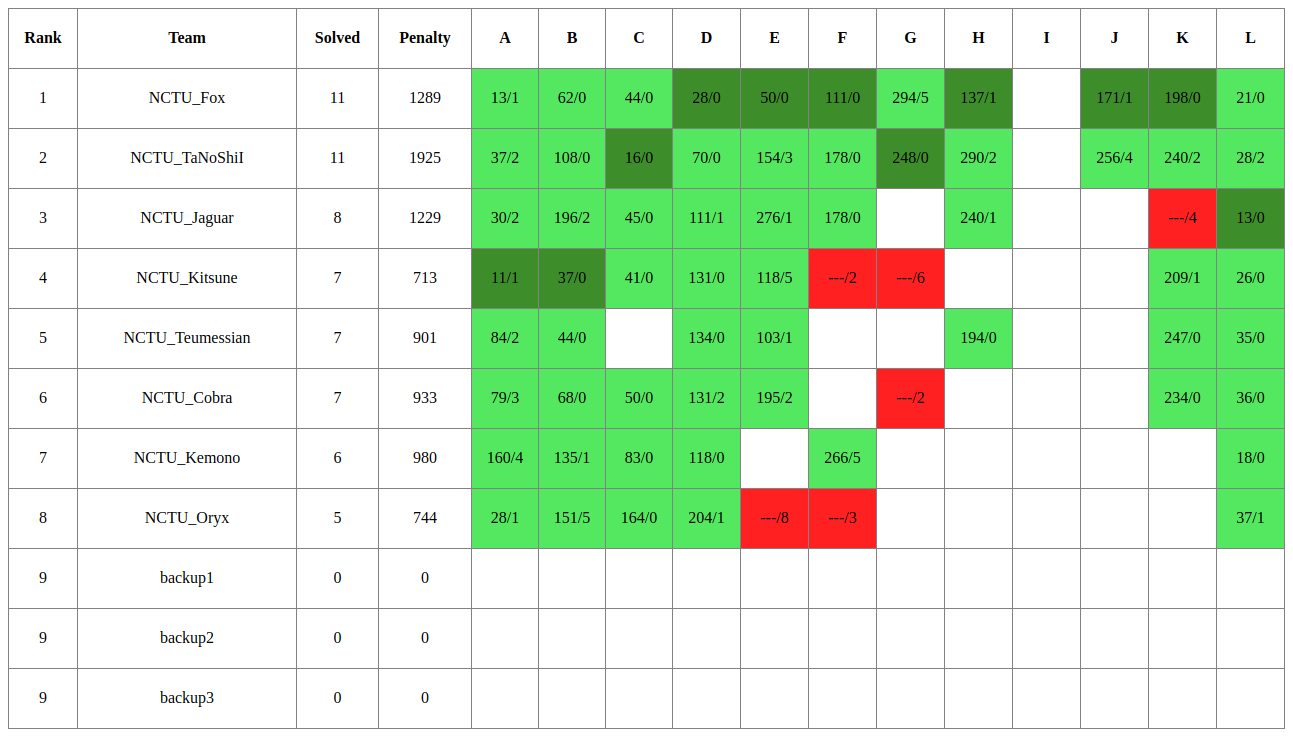 Rank Team Solved Penalty A B C D E F G H I J K L
1 NCTU_Fox 11 1289 13/1 62/0 44/0 28/0 50/0 111/0 294/5 137/1 171/1 198/0 21/0
2 NCTU_TaNoShiI 11 1925 37/2 108/0 16/0 70/0 154/3 178/0 248/0 290/2 256/4 240/2 28/2
3 NCTU_Jaguar 8 1229 30/2 196/2 45/0 111/1 276/1 178/0 240/1 ---/4 13/0
4 NCTU_Kitsune 7 713 11/1 37/0 41/0 131/0 118/5 ---/2 ---/6 209/1 26/0
5 NCTU_Teumessian 7 901 84/2 44/0 134/0 103/1 194/0 247/0 35/0
6 NCTU_Cobra 7 933 79/3 68/0 50/0 131/2 195/2 ---/2 234/0 36/0
7 NCTU_Kemono 6 980 160/4 135/1 83/0 118/0 266/5 18/0
8 NCTU_Oryx 5 744 28/1 151/5 164/0 204/1 ---/8 ---/3 37/1
9 backup1 0 0
9 backup2 0 0
9 backup3 0 0